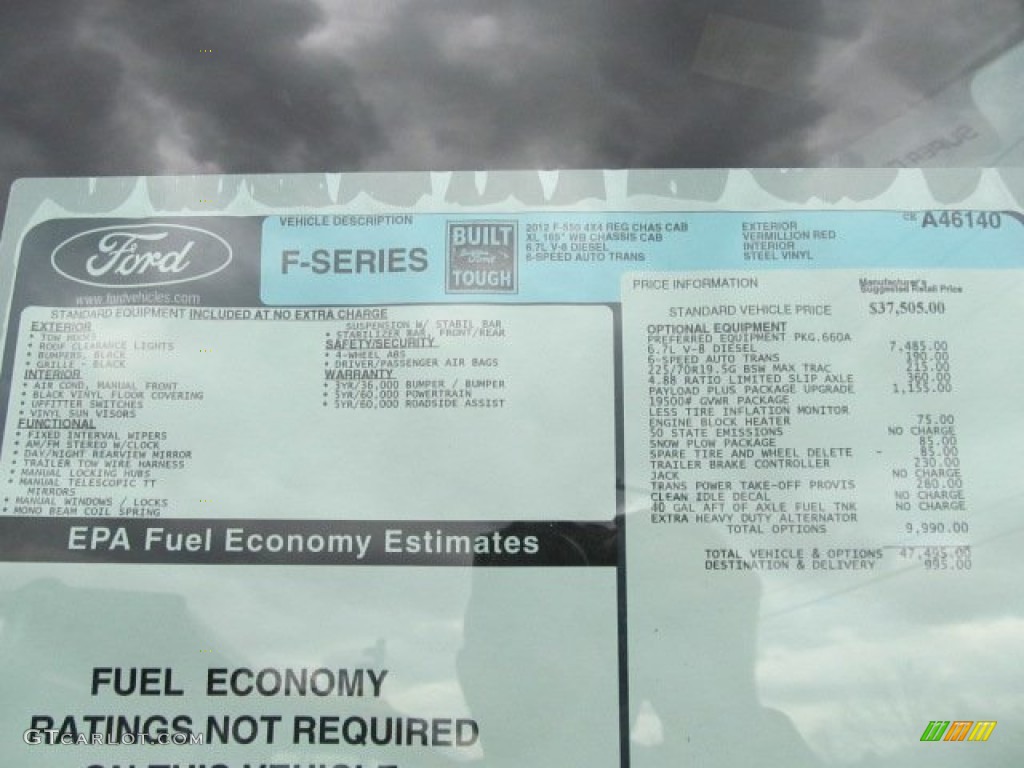 Ford
www.fordvehicles.com
VEHICLE DESCRIPTION
F-SERIES
BUILT
Ford
TOUGH
2012 F-550 4X4 REG CHAS CAB
XL 165" WB CHASSIS CAB
6.7L V-8 DIESEL
6-SPEED AUTO TRANS
EXTERIOR
VERMILLION RED
INTERIOR
STEEL VINYL
CK A46140
STANDARD EQUIPMENT INCLUDED AT NO EXTRA CHARGE
EXTERIOR
• TOW HOOKS
• ROOF CLEARANCE LIGHTS
• BUMPERS, BLACK
• GRILLE - BLACK
INTERIOR
• AIR COND, MANUAL FRONT
• BLACK VINYL FLOOR COVERING
• UPFITTER SWITCHES
• VINYL SUN VISORS
FUNCTIONAL
• FIXED INTERVAL WIPERS
• AM/FM STEREO W/CLOCK
• DAY/NIGHT REARVIEW MIRROR
• TRAILER TOW WIRE HARNESS
• MANUAL LOCKING HUBS
• MANUAL TELESCOPIC TT
MIRRORS
• MANUAL WINDOWS / LOCKS
• MONO BEAM COIL SPRING
SUSPENSION W/ STABIL BAR
• STABILIZER BAR, FRONT/REAR
SAFETY/SECURITY
• 4-WHEEL ABS
• DRIVER/PASSENGER AIR BAGS
WARRANTY
• 3YR/36,000 BUMPER / BUMPER
• 5YR/60,000 POWERTRAIN
• 5YR/60,000 ROADSIDE ASSIST
PRICE INFORMATION
Manufacturer's
Suggested Retail Price
STANDARD VEHICLE PRICE $37,505.00
OPTIONAL EQUIPMENT
PREFERRED EQUIPMENT PKG.660A
6.7L V-8 DIESEL 7,485.00
6-SPEED AUTO TRANS 190.00
225/70R19.5G BSW MAX TRAC 215.00
4.88 RATIO LIMITED SLIP AXLE 360.00
PAYLOAD PLUS PACKAGE UPGRADE 1,155.00
19500# GVWR PACKAGE
LESS TIRE INFLATION MONITOR
ENGINE BLOCK HEATER 75.00
50 STATE EMISSIONS NO CHARGE
SNOW PLOW PACKAGE 85.00
SPARE TIRE AND WHEEL DELETE - 85.00
TRAILER BRAKE CONTROLLER 230.00
JACK NO CHARGE
TRANS POWER TAKE-OFF PROVIS 280.00
CLEAN IDLE DECAL NO CHARGE
40 GAL AFT OF AXLE FUEL TNK NO CHARGE
EXTRA HEAVY DUTY ALTERNATOR
TOTAL OPTIONS 9,990.00
TOTAL VEHICLE & OPTIONS 47,495.00
DESTINATION & DELIVERY 995.00
EPA Fuel Economy Estimates
FUEL ECONOMY
RATINGS NOT REQUIRED
ON THIS VEHICLE
GTCarLot.com